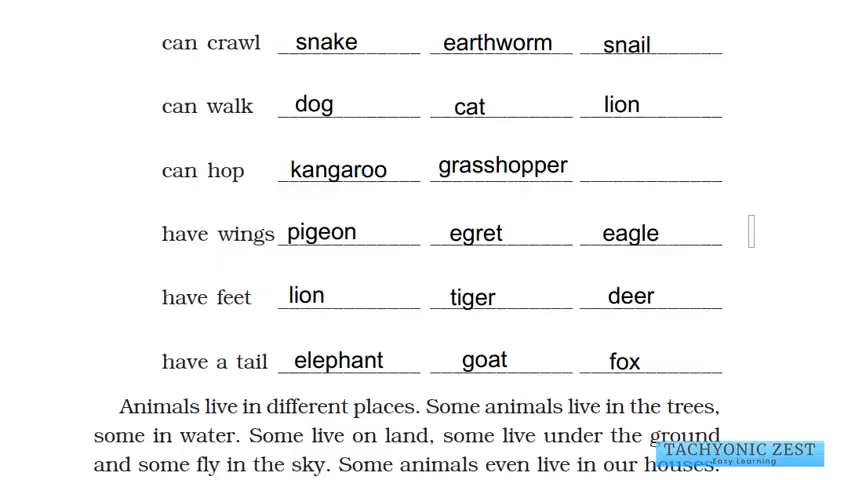 can crawl snake earthworm snail
can walk dog cat lion
can hop kangaroo grasshopper
have wings pigeon egret eagle
have feet lion tiger deer
have a tail elephant goat fox
Animals live in different places. Some animals live in the trees,
some in water. Some live on land, some live under the ground
and some fly in the sky. Some animals even live in our houses.
TACHYONIC ZEST
Easy Learning